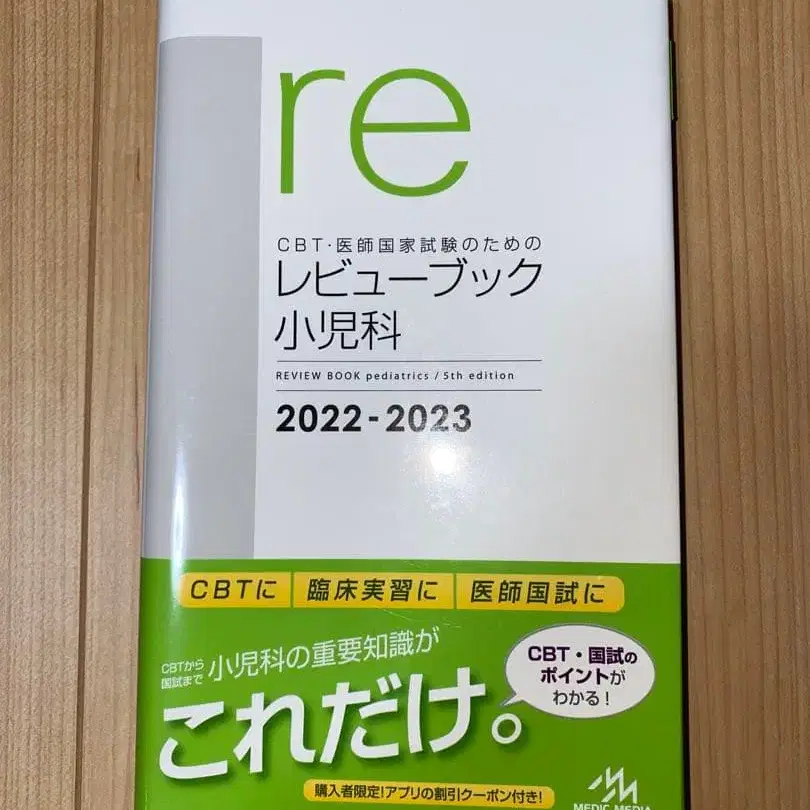 re
CBT・医師国家試験のための
レビューブック
小児科
REVIEW BOOK pediatrics / 5th edition
2022-2023
CBTに 臨床実習に 医師国試に
CBTから
国試まで
小児科の重要知識が
これだけ。
CBT・国試の
ポイントが
わかる!
購入者限定!アプリの割引クーポン付き!
MEDIC MEDIA